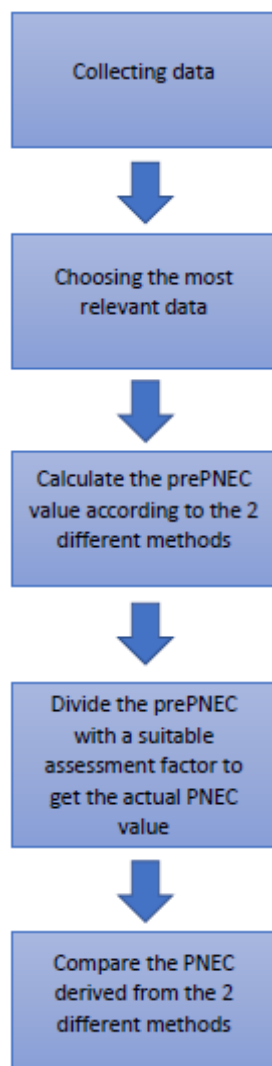 Collecting data
Choosing the most
relevant data
Calculate the prePNEC
value according to the 2
different methods
Divide the prePNEC
with a suitable
assessment factor to
get the actual PNEC
value
Compare the PNEC
derived from the 2
different methods